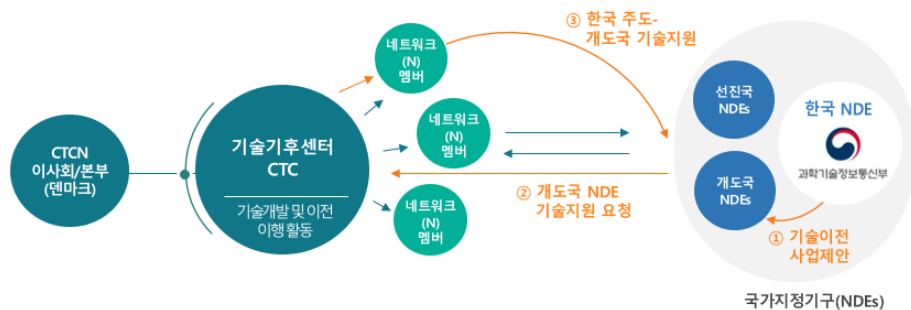 CTCN
이사회/본부
(덴마크)
기술기후센터
CTC
기술개발 및 이전
이행 활동
네트워크
(N)
멤버
네트워크
(N)
멤버
네트워크
(N)
멤버
③ 한국 주도-
개도국 기술지원
② 개도국 NDE
기술지원 요청
선진국
NDEs
한국 NDE
과학기술정보통신부
개도국
NDEs
① 기술이전
사업제안
국가지정기구(NDEs)